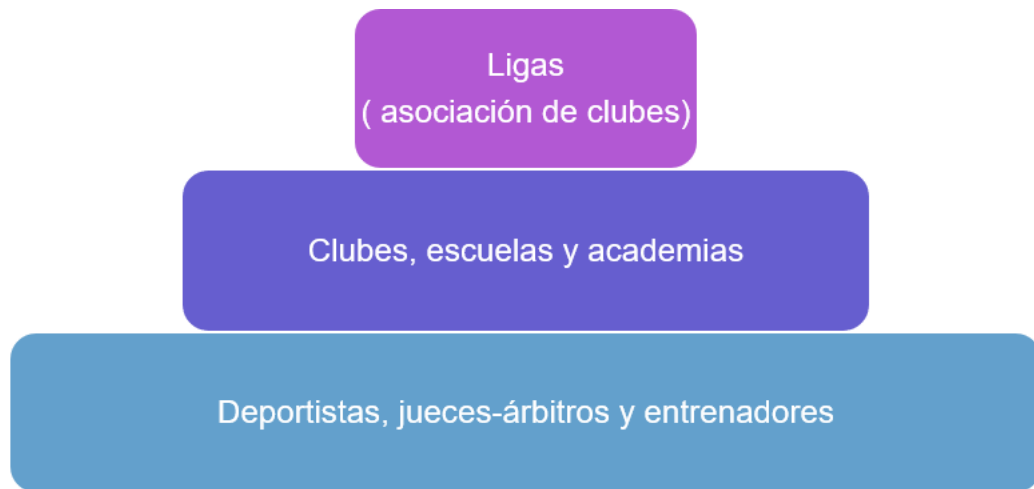 Ligas
( asociación de clubes)
Clubes, escuelas y academias
Deportistas, jueces-árbitros y entrenadores